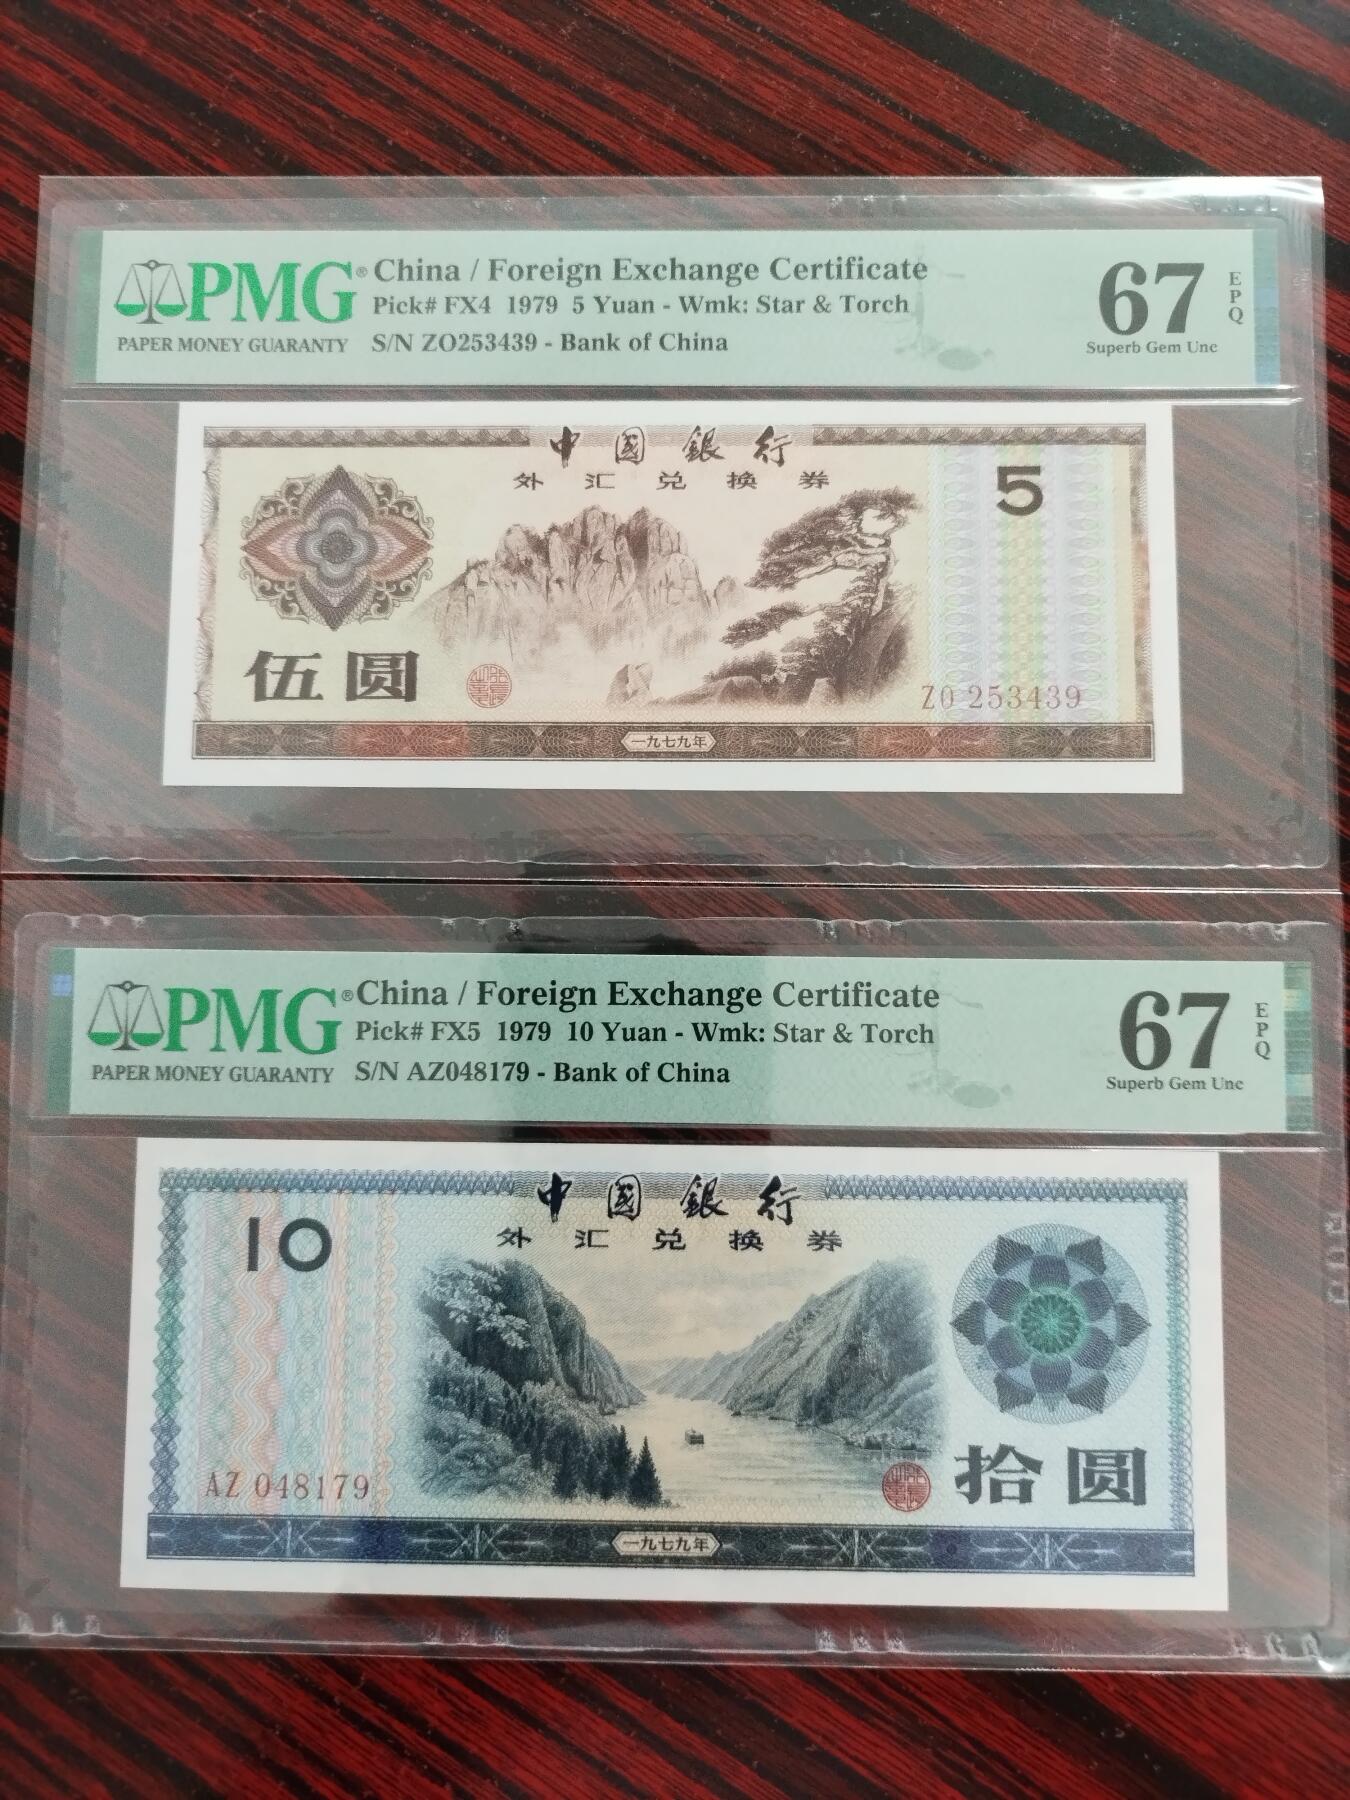 PMG® China / Foreign Exchange Certificate
Pick# FX4 1979 5 Yuan - Wmk: Star & Torch
PAPER MONEY GUARANTY S/N ZO253439 - Bank of China
67 EPQ
Superb Gem Unc
中國銀行
外汇兑换券
5
伍圆
ZO 253439
一九七九年
PMG® China / Foreign Exchange Certificate
Pick# FX5 1979 10 Yuan - Wmk: Star & Torch
PAPER MONEY GUARANTY S/N AZ048179 - Bank of China
67 EPQ
Superb Gem Unc
中國銀行
外汇兑换券
10
AZ 048179
拾圆
一九七九年